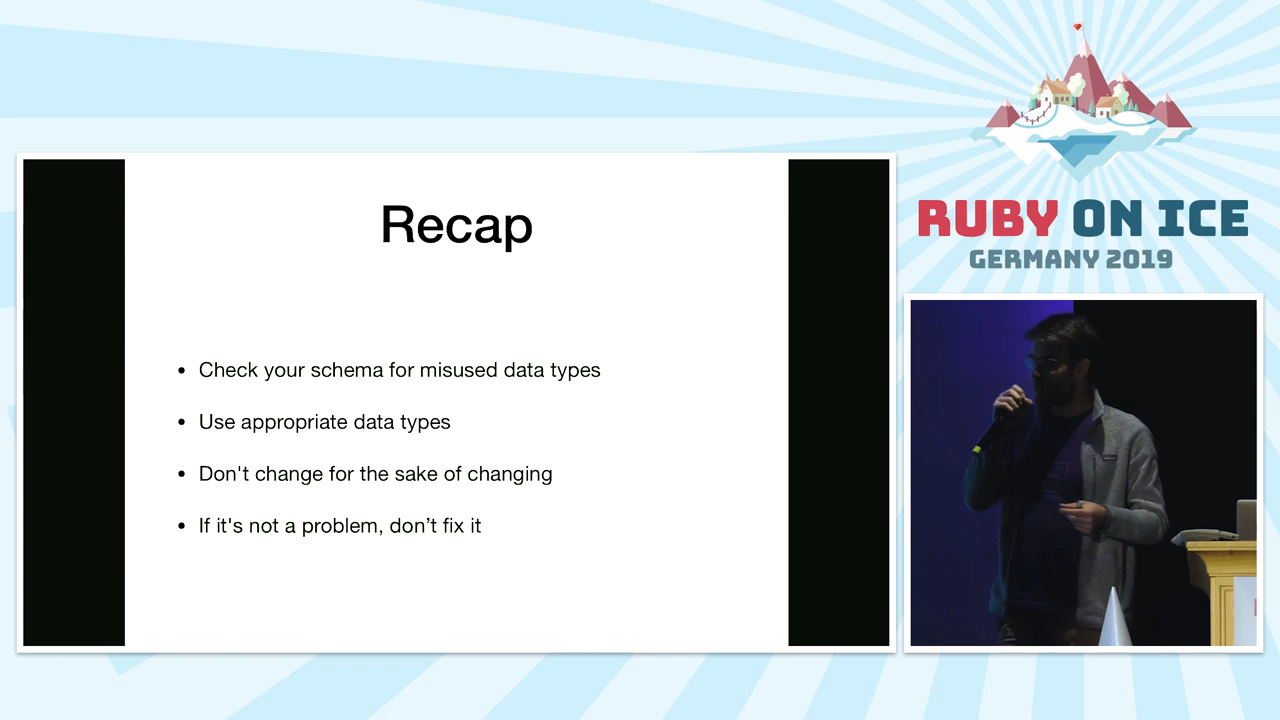 Recap
• Check your schema for misused data types
• Use appropriate data types
• Don't change for the sake of changing
• If it's not a problem, don’t fix it
RUBY ON ICE
GERMANY 2019